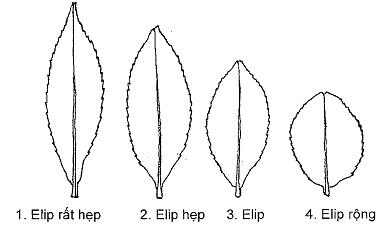 1. Elip rất hẹp 2. Elip hẹp 3. Elip 4. Elip rộng